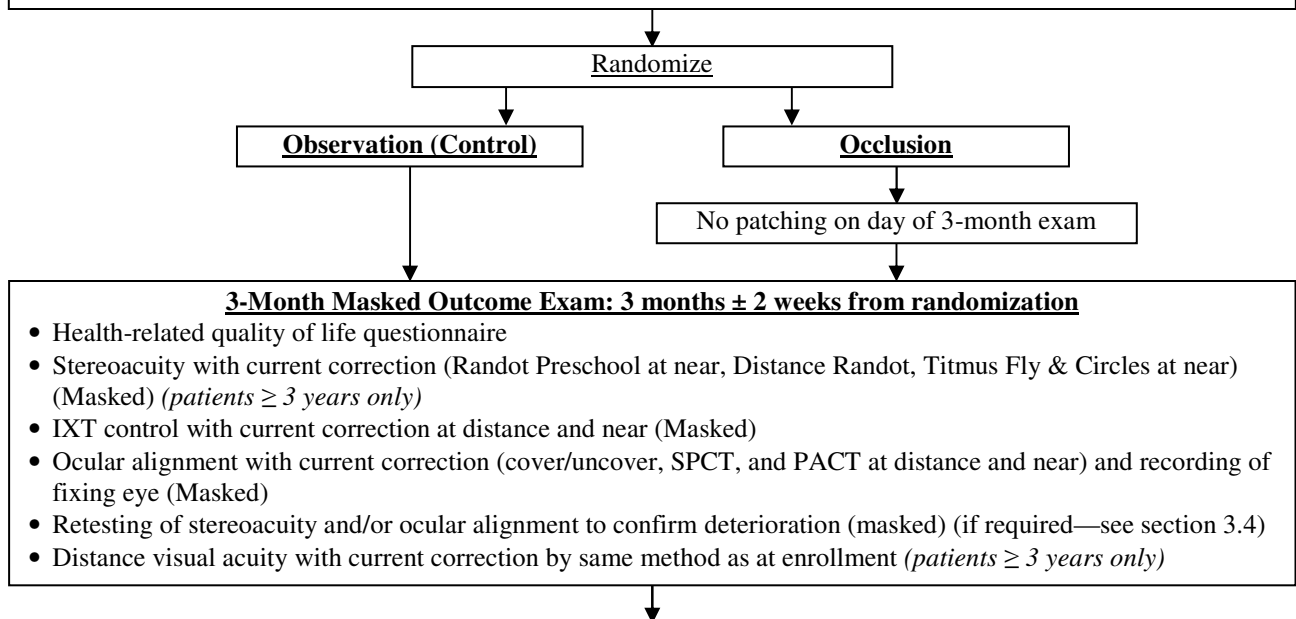 Randomize
Observation (Control)
Occlusion
No patching on day of 3-month exam
3-Month Masked Outcome Exam: 3 months ± 2 weeks from randomization
• Health-related quality of life questionnaire
• Stereoacuity with current correction (Randot Preschool at near, Distance Randot, Titmus Fly & Circles at near)
(Masked) (patients ≥ 3 years only)
• IXT control with current correction at distance and near (Masked)
• Ocular alignment with current correction (cover/uncover, SPCT, and PACT at distance and near) and recording of
fixing eye (Masked)
• Retesting of stereoacuity and/or ocular alignment to confirm deterioration (masked) (if required—see section 3.4)
• Distance visual acuity with current correction by same method as at enrollment (patients ≥ 3 years only)